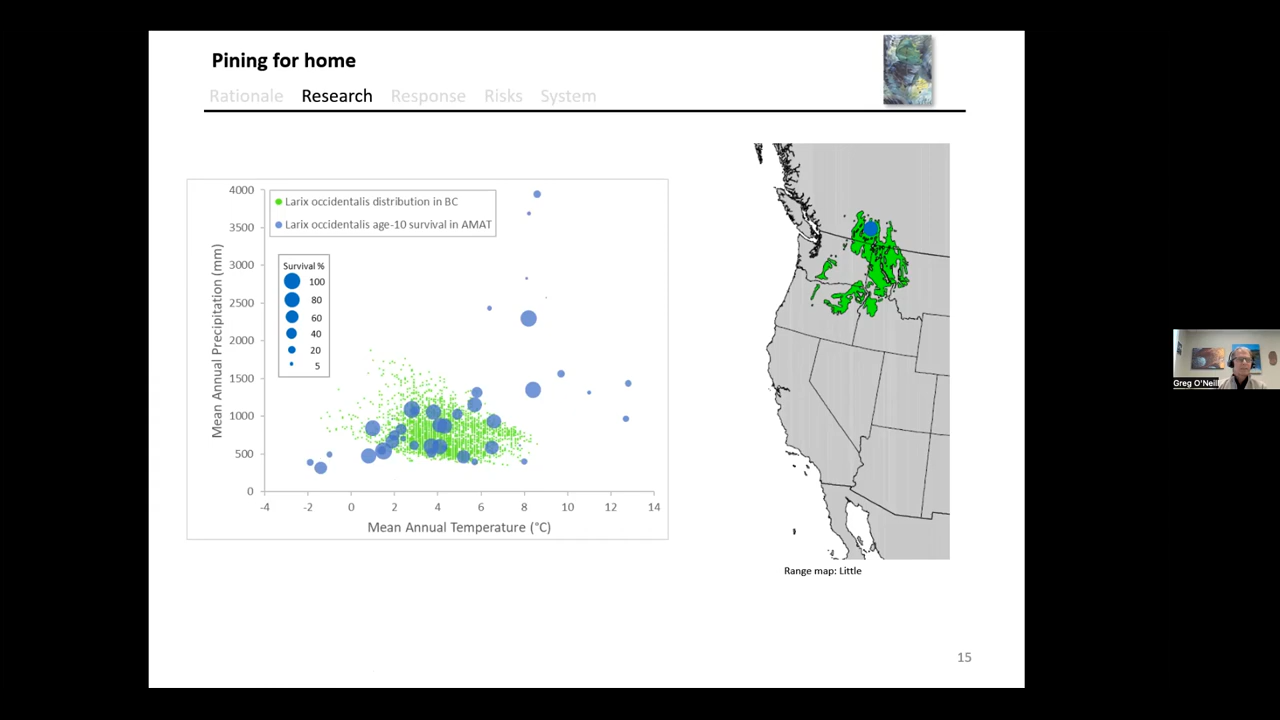 Pining for home
Rationale Research Response Risks System
4000
3500
3000
2500
2000
1500
1000
500
0
Mean Annual Precipitation (mm)
Larix occidentalis distribution in BC
Larix occidentalis age-10 survival in AMAT
Survival %
100
80
60
40
20
5
-4 -2 0 2 4 6 8 10 12 14
Mean Annual Temperature (°C)
Range map: Little
Greg O'Neill
15